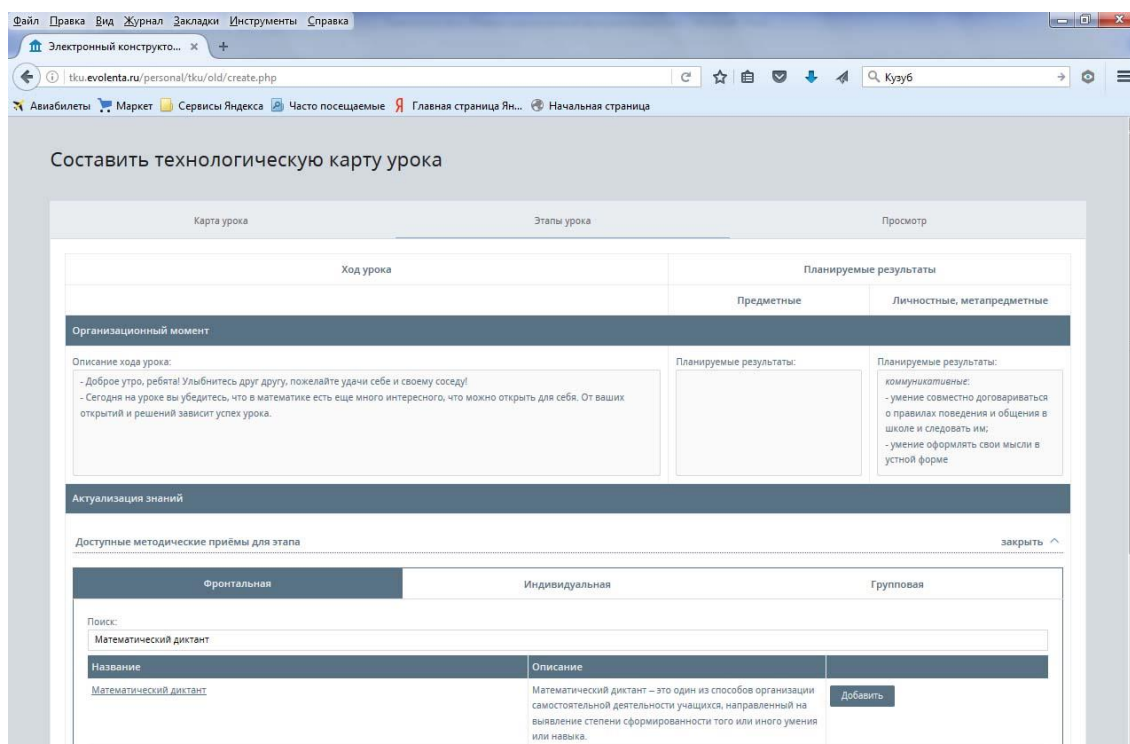 Файл Правка Вид Журнал Закладки Инструменты Справка
Электронный конструкто... × +
tku.evolenta.ru/personal/tku/old/create.php
Кузуб
Авиабилеты Маркет Сервисы Яндекса Часто посещаемые Главная страница Ян... Начальная страница
Составить технологическую карту урока
Карта урока Этапы урока Просмотр
Ход урока Планируемые результаты
Предметные Личностные, метапредметные
Организационный момент
Описание хода урока: Планируемые результаты: Планируемые результаты:
- Доброе утро, ребята! Улыбнитесь друг другу, пожелайте удачи себе и своему соседу!
- Сегодня на уроке вы убедитесь, что в математике есть еще много интересного, что можно открыть для себя. От ваших
открытий и решений зависит успех урока.
коммуникативные:
- умение совместно договариваться
о правилах поведения и общения в
школе и следовать им;
- умение оформлять свои мысли в
устной форме
Актуализация знаний
Доступные методические приёмы для этапа закрыть
Фронтальная Индивидуальная Групповая
Поиск:
Математический диктант
Название Описание
Математический диктант
Математический диктант – это один из способов организации
самостоятельной деятельности учащихся, направленный на
выявление степени сформированности того или иного умения
или навыка.
Добавить